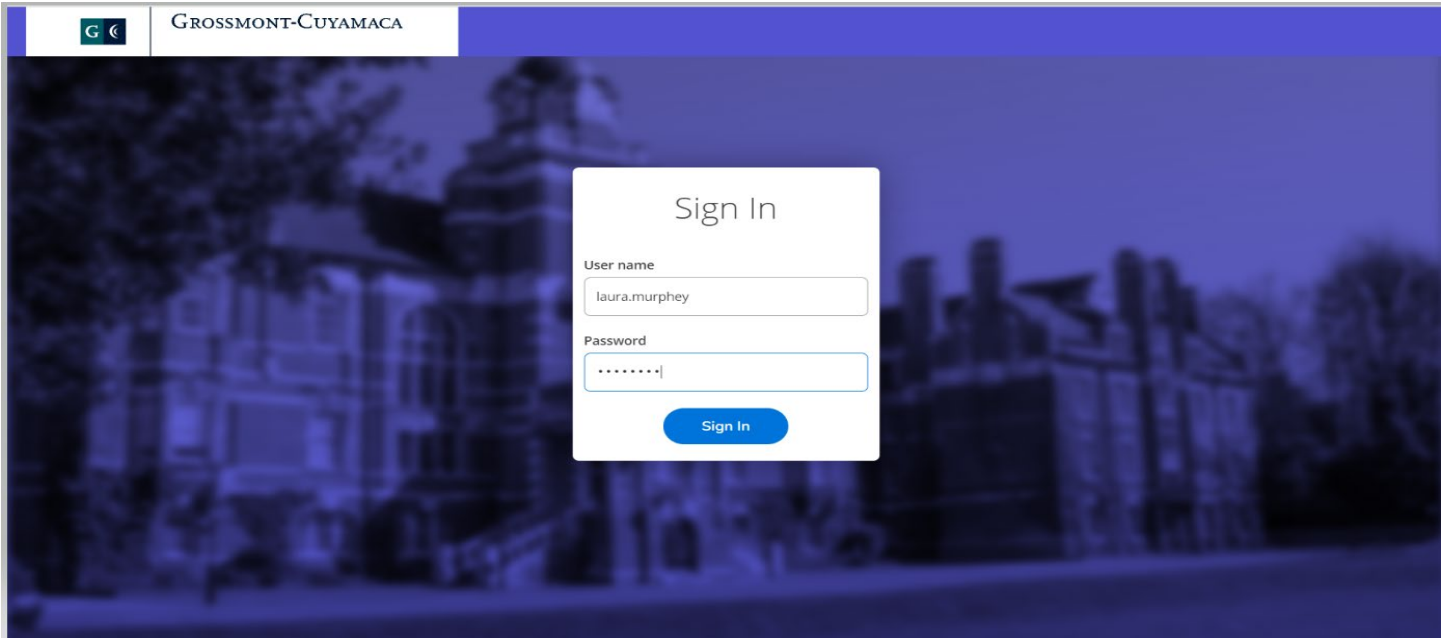 G C
GROSSMONT-CUYAMACA
Sign In
User name
laura.murphey
Password
••••••••
Sign In